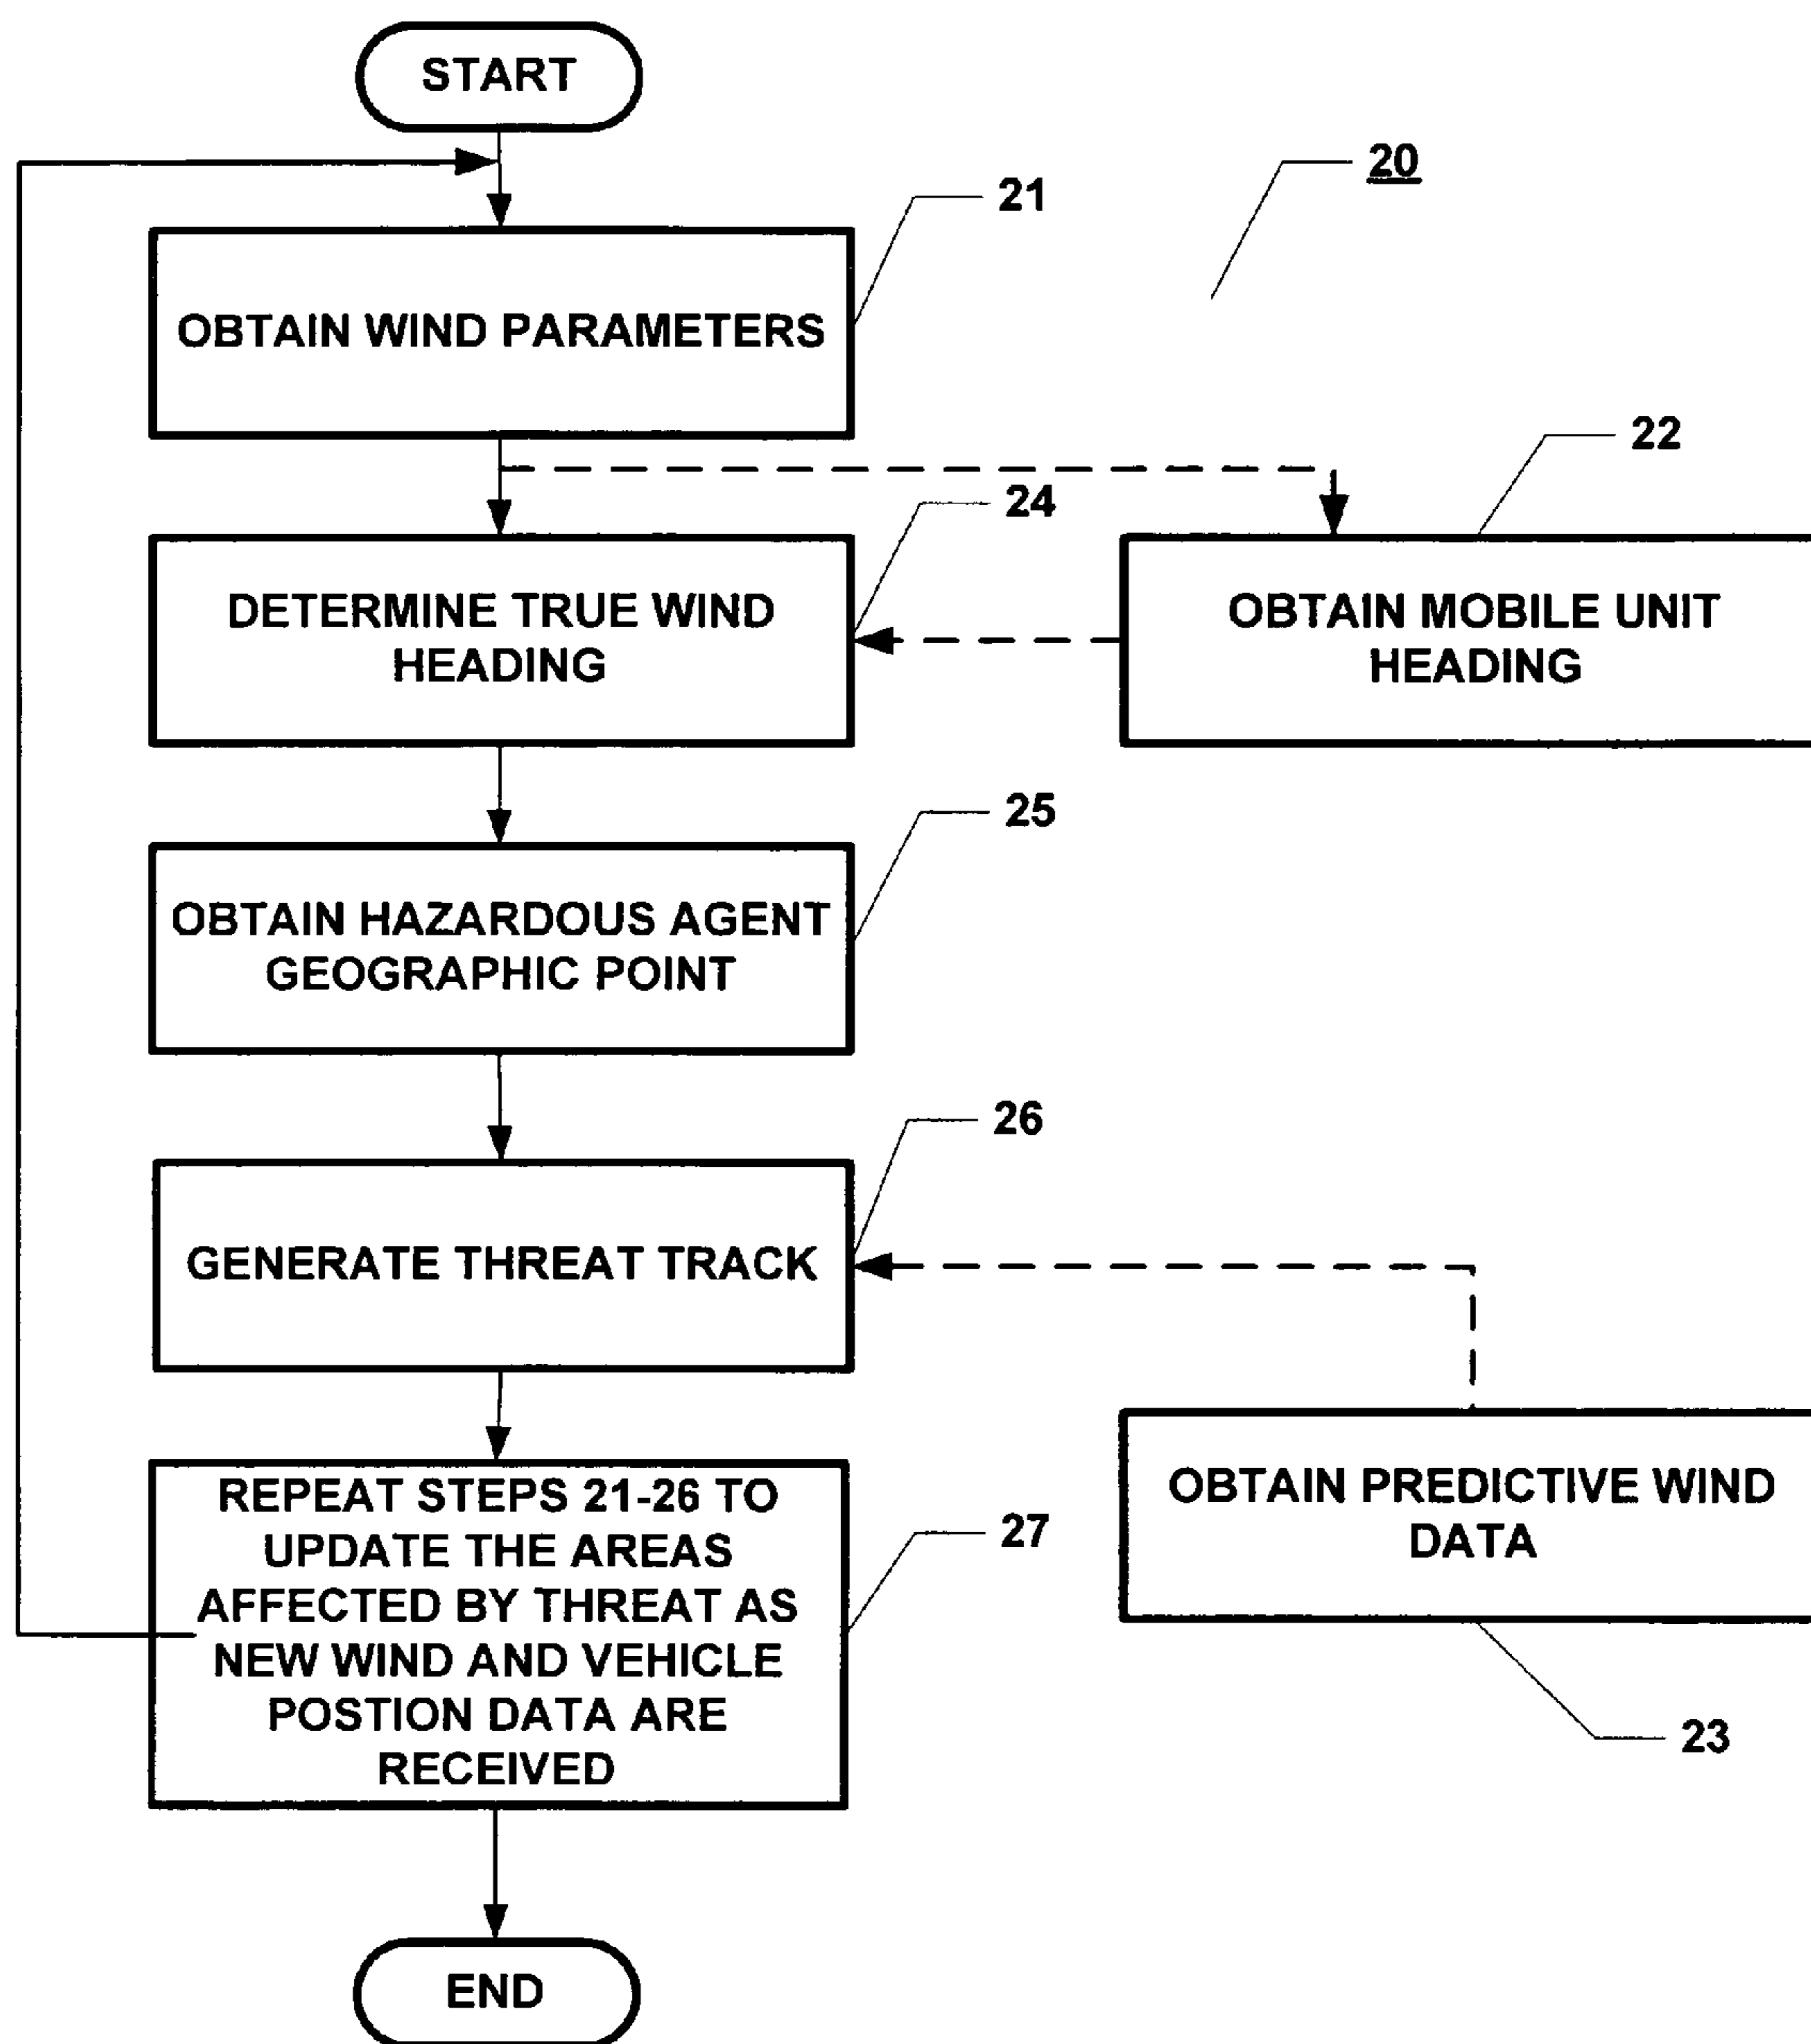 START
20
21
OBTAIN WIND PARAMETERS
22
24
DETERMINE TRUE WIND
HEADING
OBTAIN MOBILE UNIT
HEADING
25
OBTAIN HAZARDOUS AGENT
GEOGRAPHIC POINT
26
GENERATE THREAT TRACK
REPEAT STEPS 21-26 TO
UPDATE THE AREAS
AFFECTED BY THREAT AS
NEW WIND AND VEHICLE
POSTION DATA ARE
RECEIVED
27
OBTAIN PREDICTIVE WIND
DATA
23
END